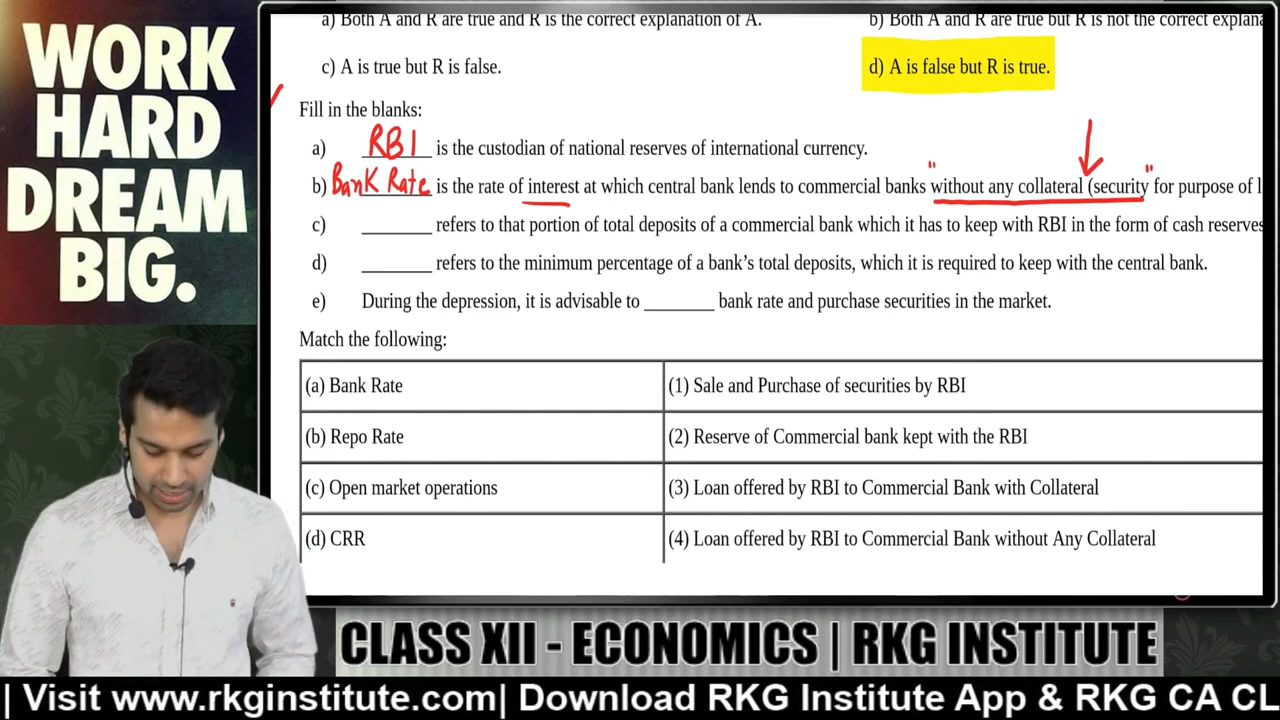 WORK
HARD
DREAM
BIG.
a) Both A and R are true and R is the correct explanation of A.
b) Both A and R are true but R is not the correct explana
c) A is true but R is false.
d) A is false but R is true.
Fill in the blanks:
a) RBI is the custodian of national reserves of international currency.
b) Bank Rate is the rate of interest at which central bank lends to commercial banks "without any collateral (security" for purpose of l
c) ________ refers to that portion of total deposits of a commercial bank which it has to keep with RBI in the form of cash reserves
d) ________ refers to the minimum percentage of a bank’s total deposits, which it is required to keep with the central bank.
e) During the depression, it is advisable to ________ bank rate and purchase securities in the market.
Match the following:
(a) Bank Rate (1) Sale and Purchase of securities by RBI
(b) Repo Rate (2) Reserve of Commercial bank kept with the RBI
(c) Open market operations (3) Loan offered by RBI to Commercial Bank with Collateral
(d) CRR (4) Loan offered by RBI to Commercial Bank without Any Collateral
CLASS XII - ECONOMICS | RKG INSTITUTE
| Visit www.rkginstitute.com| Download RKG Institute App & RKG CA CL